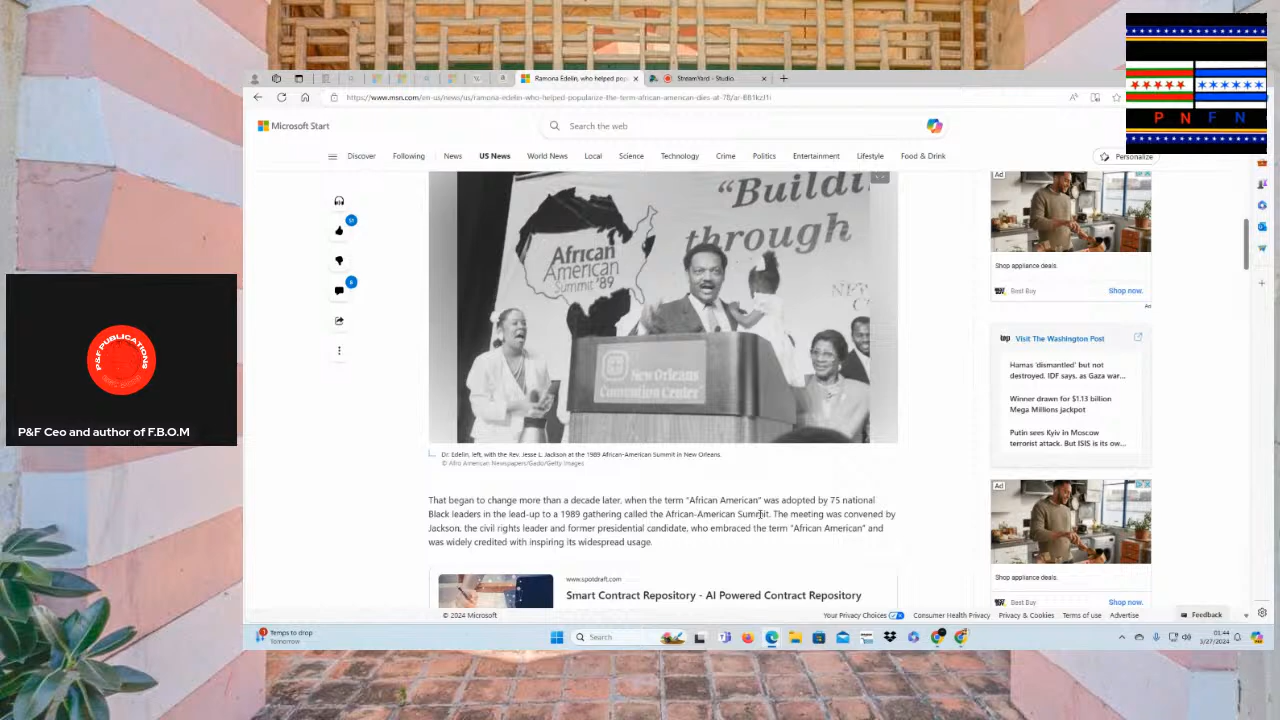 Ramona Edelin, who helped pop
StreamYard - Studio
https://www.msn.com/en-us/news/us/ramona-edelin-who-helped-popularize-the-term-african-american-dies-at-78/ar-BB1kzJ1i
Microsoft Start
Search the web
Discover
Following
News
US News
World News
Local
Science
Technology
Crime
Politics
Entertainment
Lifestyle
Food & Drink
Personalize
P N F N
"Buildi
through
African
American
Summit '89
New Orleans
Convention Center
Dr. Edelin, left, with the Rev. Jesse L. Jackson at the 1989 African-American Summit in New Orleans.
© Afro American Newspapers/Gado/Getty Images
That began to change more than a decade later, when the term "African American" was adopted by 75 national
Black leaders in the lead-up to a 1989 gathering called the African-American Summit. The meeting was convened by
Jackson, the civil rights leader and former presidential candidate, who embraced the term "African American" and
was widely credited with inspiring its widespread usage.
www.spotdraft.com
Smart Contract Repository - AI Powered Contract Repository
Ad
Shop appliance deals.
Best Buy
Shop now.
Ad
Visit The Washington Post
Hamas 'dismantled' but not
destroyed, IDF says, as Gaza war...
Winner drawn for $1.13 billion
Mega Millions jackpot
Putin sees Kyiv in Moscow
terrorist attack. But ISIS is its ow...
Ad
Shop appliance deals.
Best Buy
Shop now.
© 2024 Microsoft
Your Privacy Choices
Consumer Health Privacy
Privacy & Cookies
Terms of use
Advertise
Feedback
Temps to drop
Tomorrow
Search
01:44
3/27/2024
P&F PUBLICATIONS
P&F Ceo and author of F.B.O.M